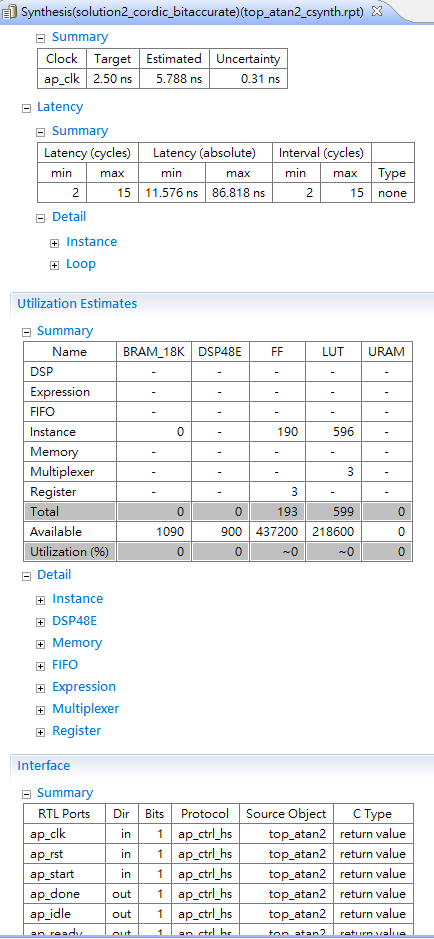 Synthesis(solution2_cordic_bitaccurate)(top_atan2_csynth.rpt)
Summary
Clock Target Estimated Uncertainty
ap_clk 2.50 ns 5.788 ns 0.31 ns
Latency
Summary
Latency (cycles) Latency (absolute) Interval (cycles)
min max min max min max Type
2 15 11.576 ns 86.818 ns 2 15 none
Detail
Instance
Loop
Utilization Estimates
Summary
Name BRAM_18K DSP48E FF LUT URAM
DSP - - - - -
Expression - - - - -
FIFO - - - - -
Instance 0 - 190 596 -
Memory - - - - -
Multiplexer - - - 3 -
Register - - 3 - -
Total 0 0 193 599 0
Available 1090 900 437200 218600 0
Utilization (%) 0 0 ~0 ~0 0
Detail
Instance
DSP48E
Memory
FIFO
Expression
Multiplexer
Register
Interface
Summary
RTL Ports Dir Bits Protocol Source Object C Type
ap_clk in 1 ap_ctrl_hs top_atan2 return value
ap_rst in 1 ap_ctrl_hs top_atan2 return value
ap_start in 1 ap_ctrl_hs top_atan2 return value
ap_done out 1 ap_ctrl_hs top_atan2 return value
ap_idle out 1 ap_ctrl_hs top_atan2 return value
ap_ready out 1 ap_ctrl_hs top_atan2 return value